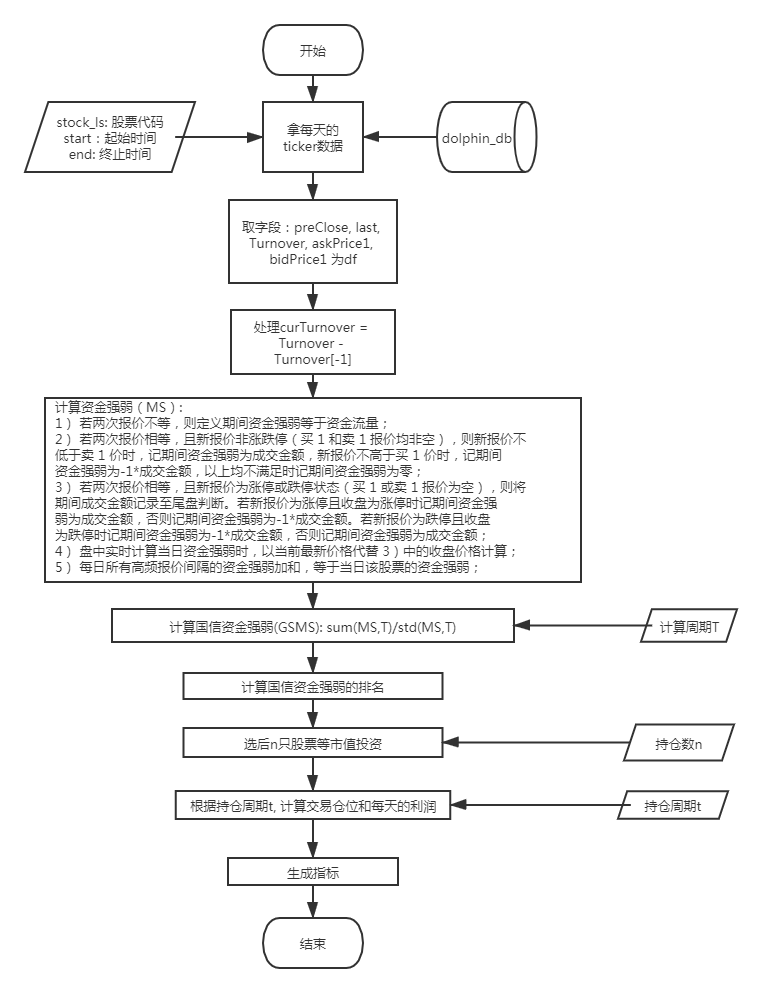 开始
stock_ls: 股票代码
start：起始时间
end: 终止时间
拿每天的
ticker数据
dolphin_db
取字段：preClose, last,
Turnover, askPrice1,
bidPrice1 为df
处理curTurnover =
Turnover -
Turnover[-1]
计算资金强弱（MS）:
1） 若两次报价不等，则定义期间资金强弱等于资金流量；
2） 若两次报价相等，且新报价非涨跌停（买 1 和卖 1 报价均非空），则新报价不
低于卖 1 价时，记期间资金强弱为成交金额，新报价不高于买 1 价时，记期间
资金强弱为-1*成交金额，以上均不满足时记期间资金强弱为零；
3） 若两次报价相等，且新报价为涨停或跌停状态（买 1 或卖 1 报价为空），则将
期间成交金额记录至尾盘判断。若新报价为涨停且收盘为涨停时记期间资金强
弱为成交金额，否则记期间资金强弱为-1*成交金额。若新报价为跌停且收盘
为跌停时记期间资金强弱为-1*成交金额，否则记期间资金强弱为成交金额；
4） 盘中实时计算当日资金强弱时，以当前最新价格代替 3）中的收盘价格计算；
5） 每日所有高频报价间隔的资金强弱加和，等于当日该股票的资金强弱；
计算国信资金强弱(GSMS): sum(MS,T)/std(MS,T)
计算周期T
计算国信资金强弱的排名
选后n只股票等市值投资
持仓数n
根据持仓周期t, 计算交易仓位和每天的利润
持仓周期t
生成指标
结束